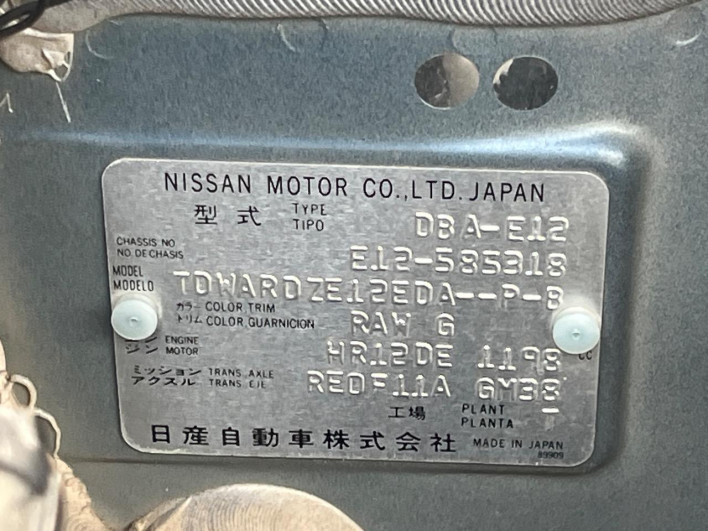 NISSAN MOTOR CO.,LTD. JAPAN
型式 TYPE TIPO DBA-E12
CHASSIS NO NO. DE CHASIS E12-585318
MODEL MODELO TDWARDZE12EDA--P-B
カラー トリム COLOR, TRIM COLOR, GUARNICION RAW G
ジン ENGINE MOTOR HR12DE 1198 CC
ミッション アクスル TRANS. AXLE TRANS. EJE RE0F11A GM38
工場 PLANT PLANTA
日産自動車株式会社 MADE IN JAPAN
89909